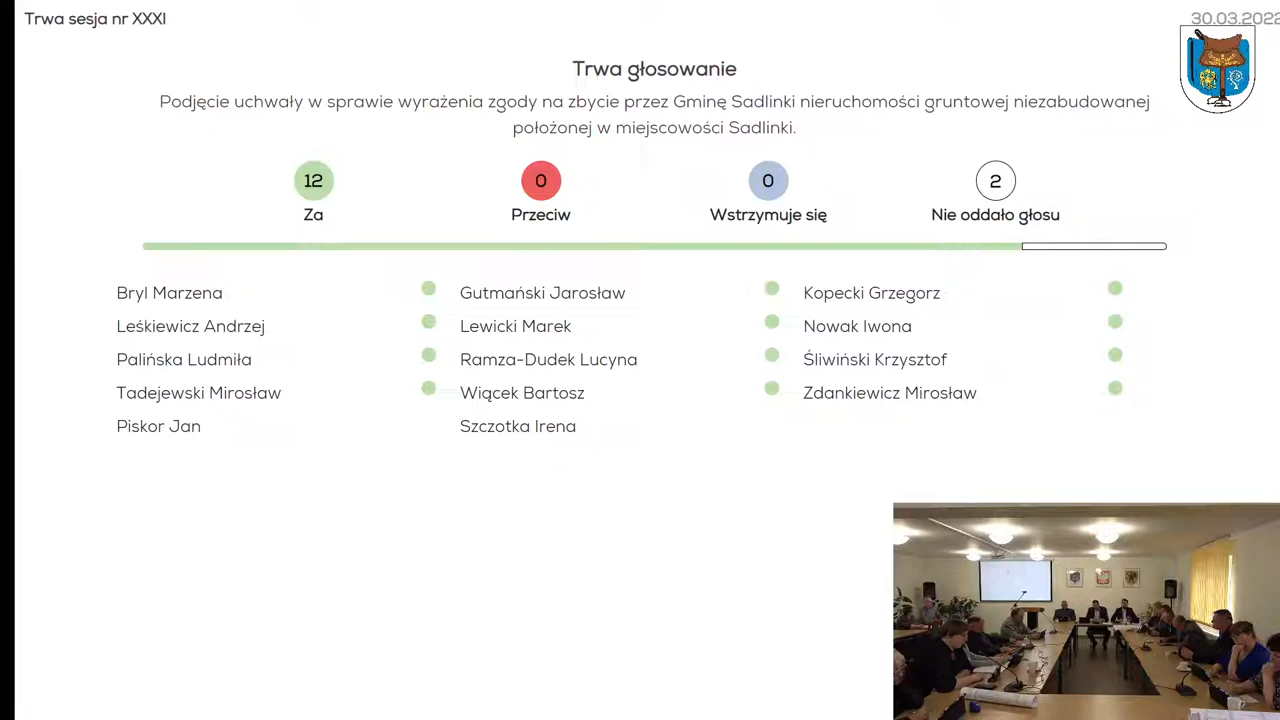 Trwa sesja nr XXXI
30.03.2022
Trwa głosowanie
Podjęcie uchwały w sprawie wyrażenia zgody na zbycie przez Gminę Sadlinki nieruchomości gruntowej niezabudowanej
położonej w miejscowości Sadlinki.
12 0 0 2
Za Przeciw Wstrzymuje się Nie oddało głosu
Bryl Marzena Gutmański Jarosław Kopecki Grzegorz
Leśkiewicz Andrzej Lewicki Marek Nowak Iwona
Palińska Ludmiła Ramza-Dudek Lucyna Śliwiński Krzysztof
Tadejewski Mirosław Wiącek Bartosz Zdankiewicz Mirosław
Piskor Jan Szczotka Irena